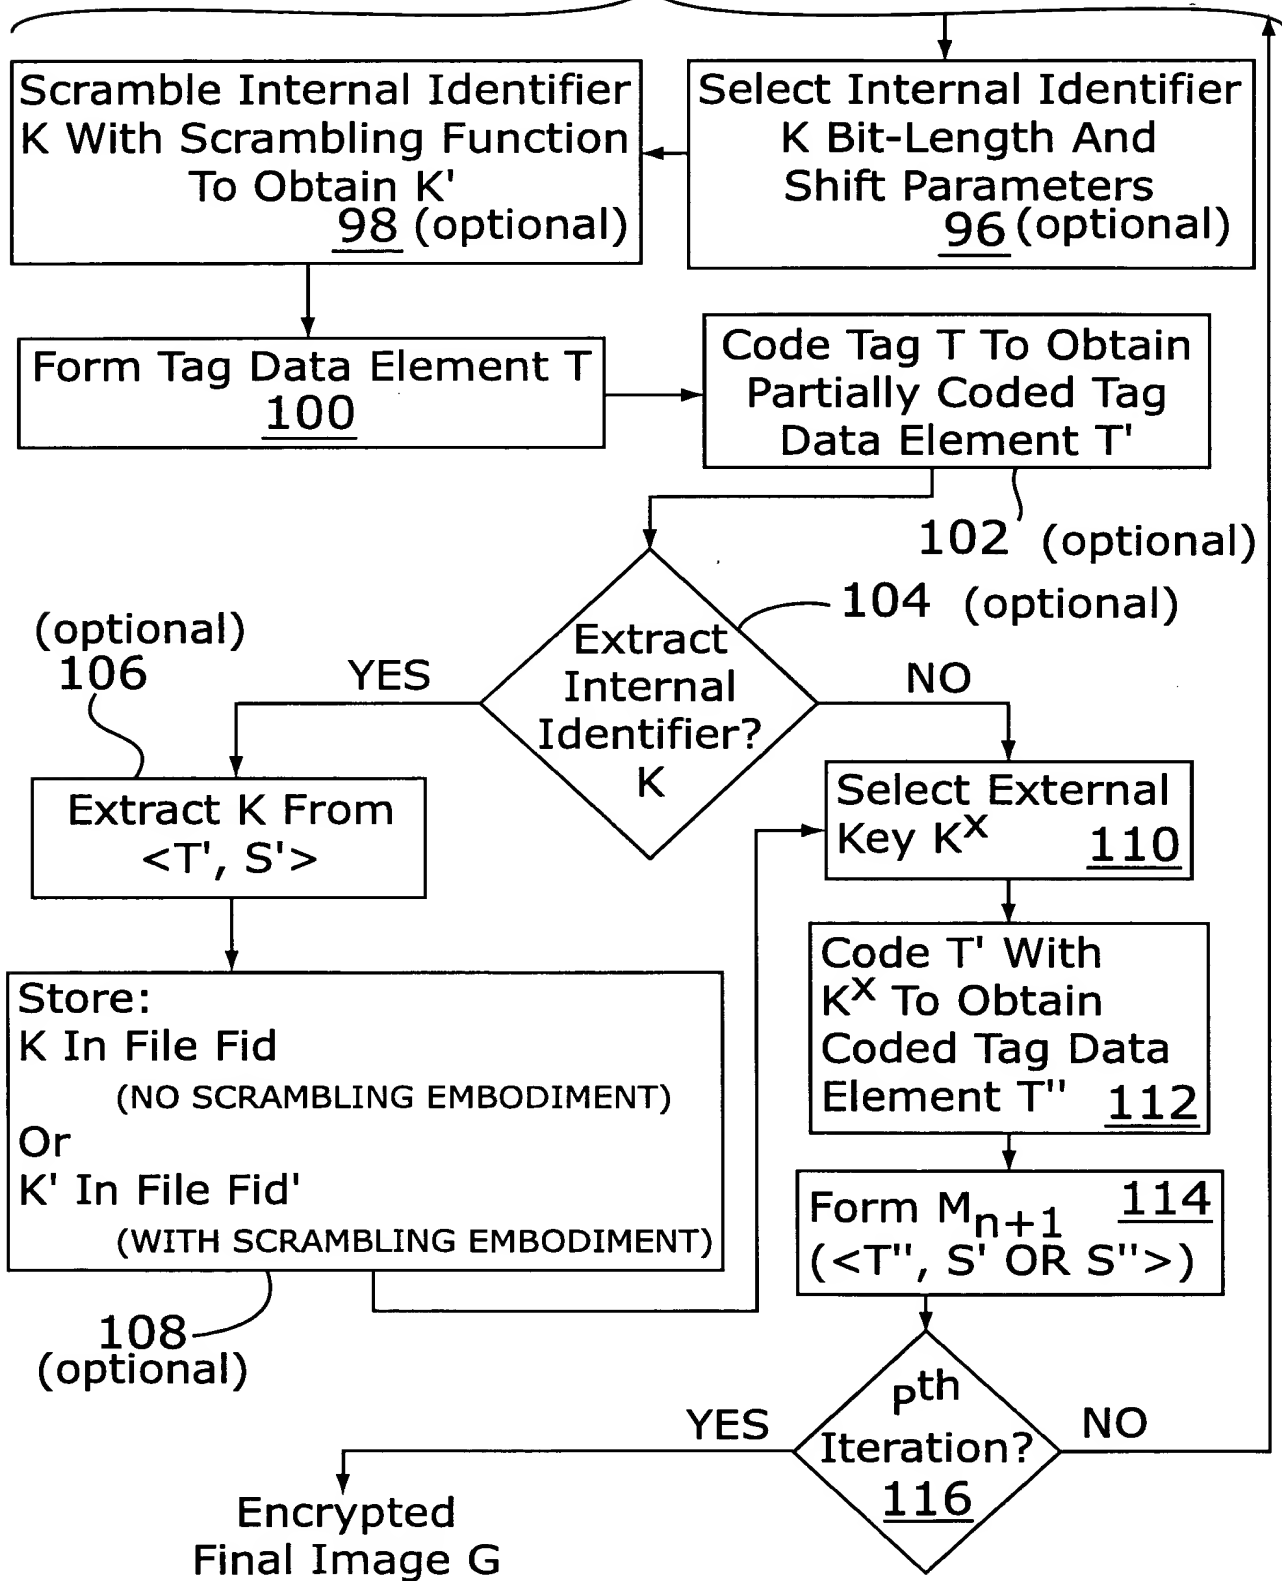 Scramble Internal Identifier
K With Scrambling Function
To Obtain K'
98 (optional)
Select Internal Identifier
K Bit-Length And
Shift Parameters
96 (optional)
Form Tag Data Element T
100
Code Tag T To Obtain
Partially Coded Tag
Data Element T'
102 (optional)
104 (optional)
Extract
Internal
Identifier?
K
(optional)
106
YES
NO
Extract K From
<T', S'>
Select External
Key Kˣ 110
Store:
K In File Fid
(NO SCRAMBLING EMBODIMENT)
Or
K' In File Fid'
(WITH SCRAMBLING EMBODIMENT)
108
(optional)
Code T' With
Kˣ To Obtain
Coded Tag Data
Element T'' 112
Form Mn+1 114
(<T'', S' OR S''>)
pth
Iteration?
116
YES
NO
Encrypted
Final Image G